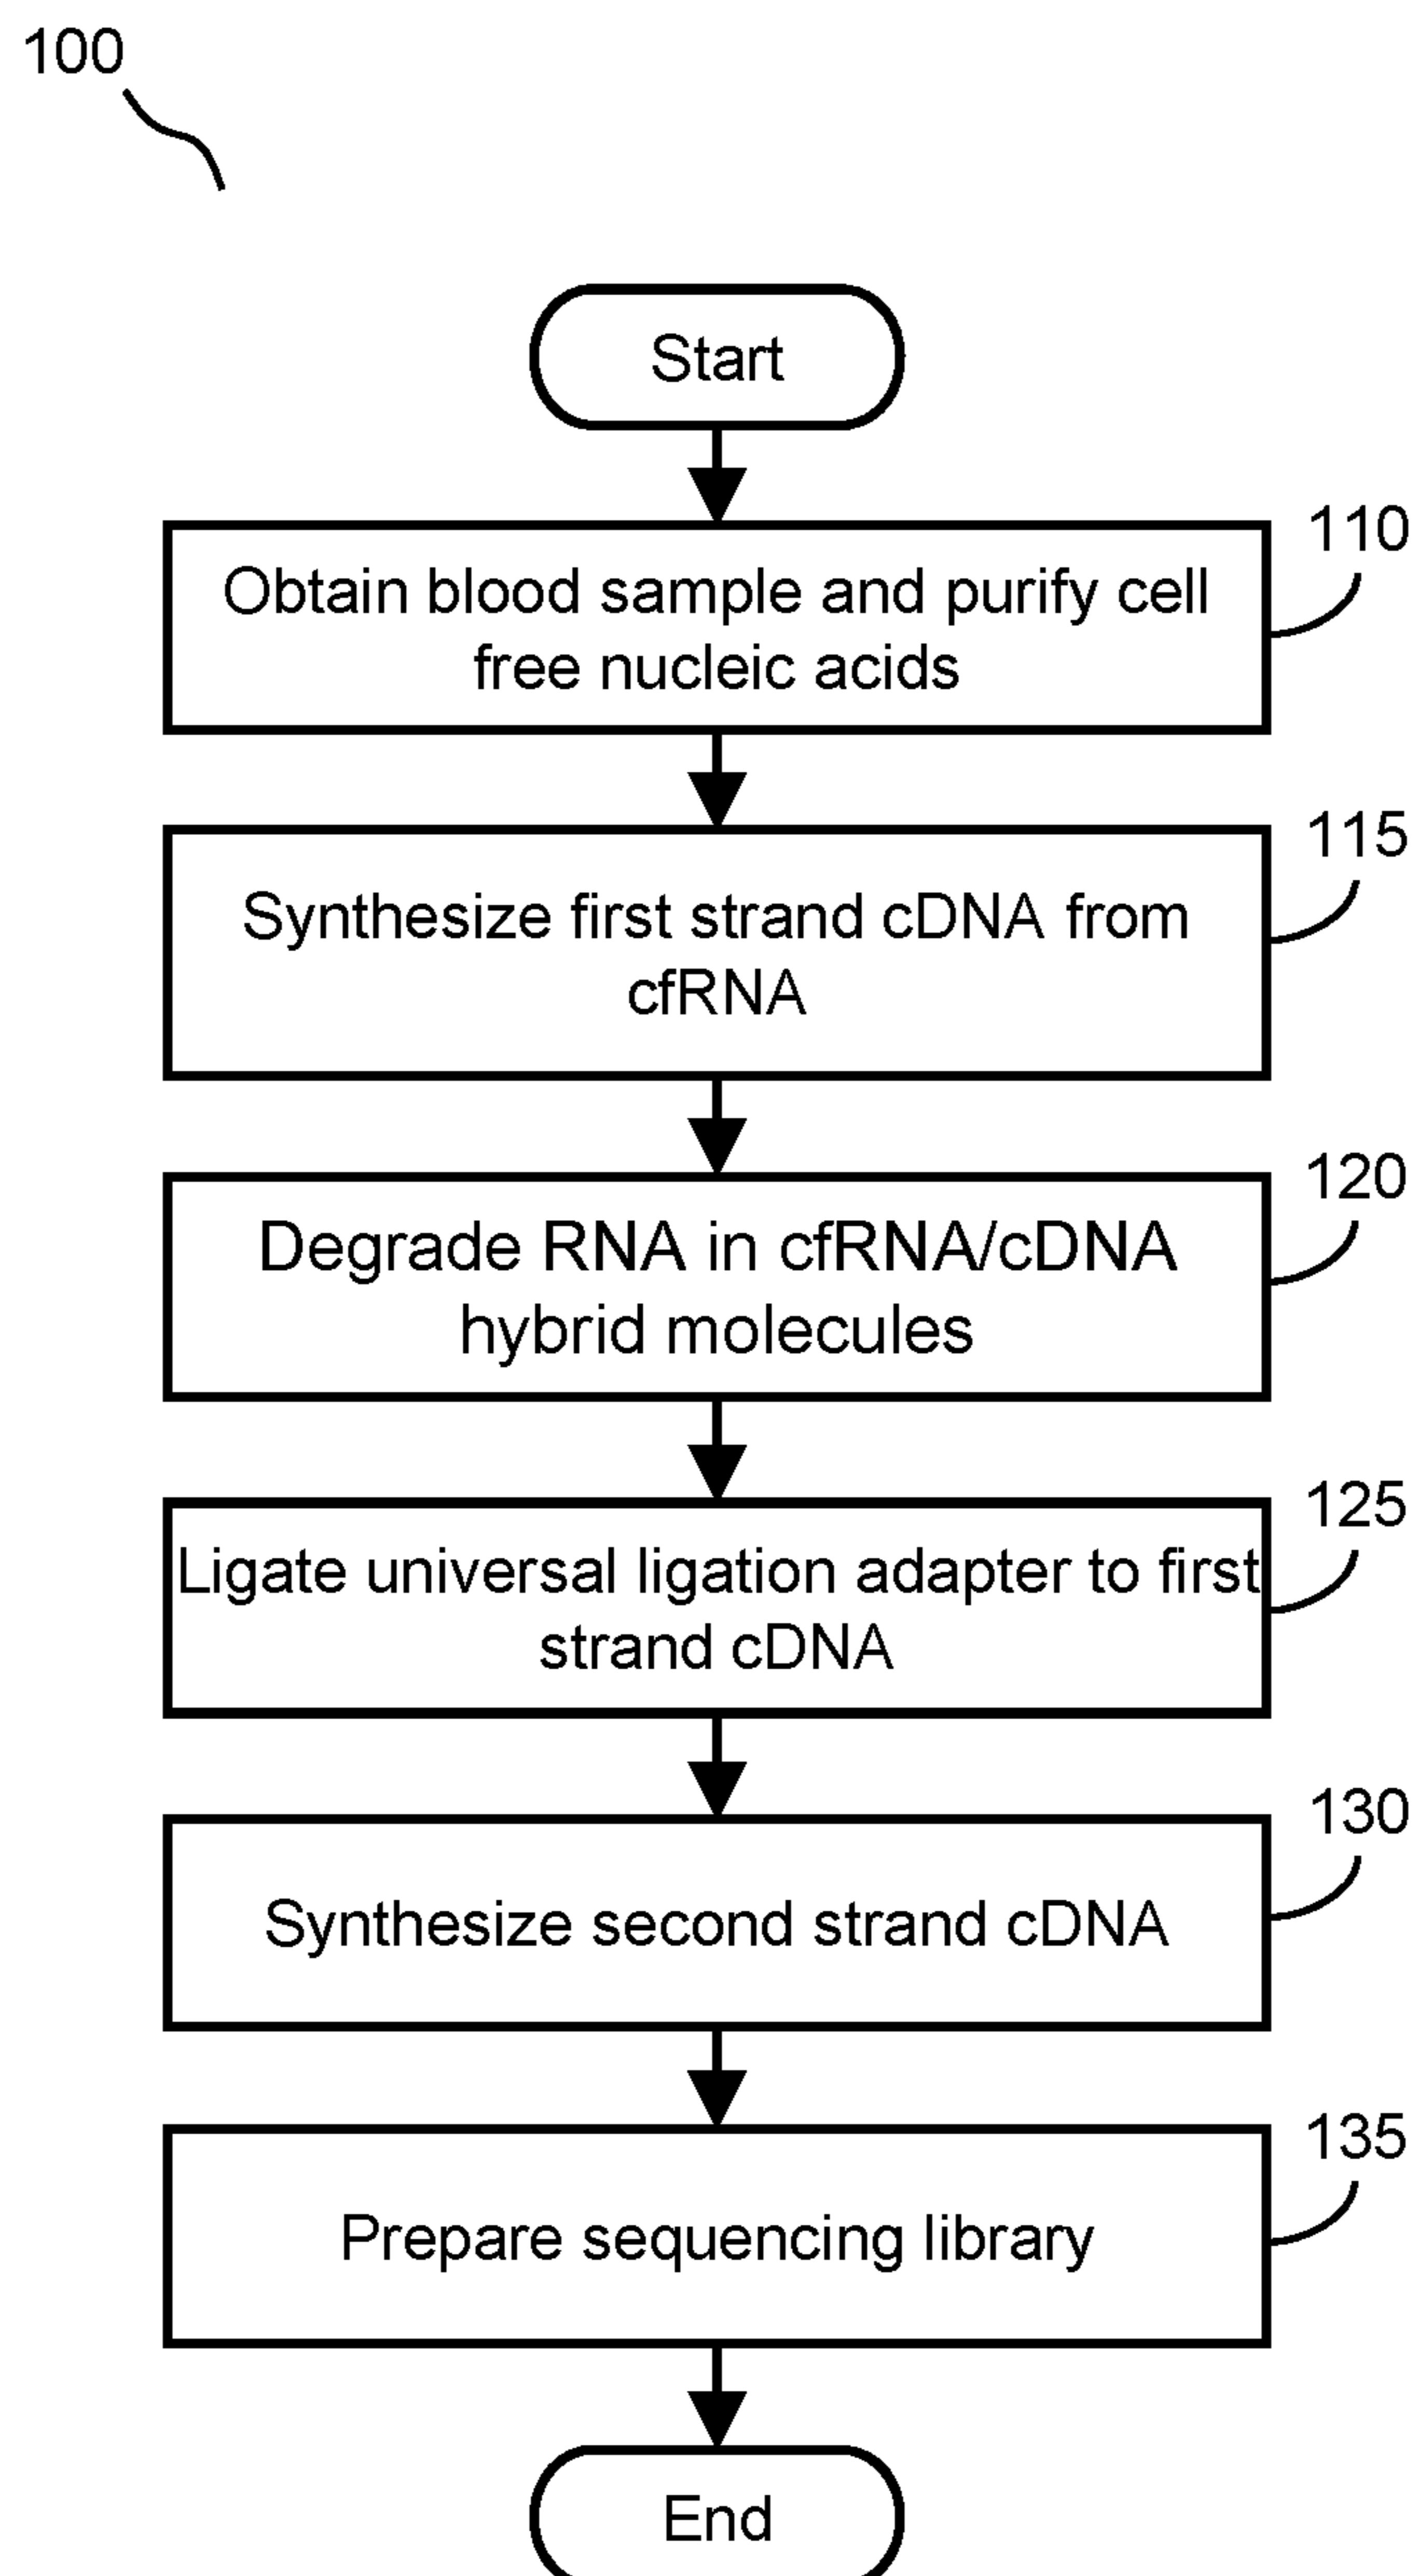 100
Start
110
Obtain blood sample and purify cell
free nucleic acids
115
Synthesize first strand cDNA from
cfRNA
120
Degrade RNA in cfRNA/cDNA
hybrid molecules
125
Ligate universal ligation adapter to first
strand cDNA
130
Synthesize second strand cDNA
135
Prepare sequencing library
End